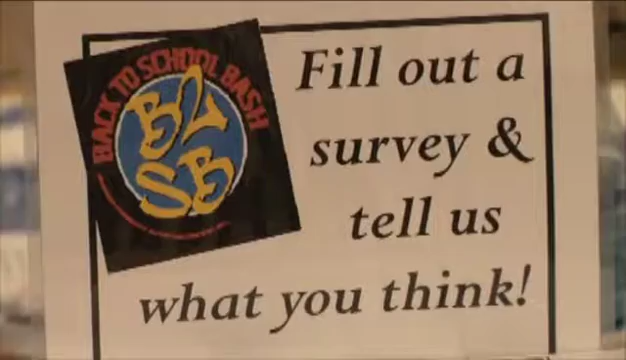 BACK TO SCHOOL BASH
B2
SB
Fill out a
survey &
tell us
what you think!